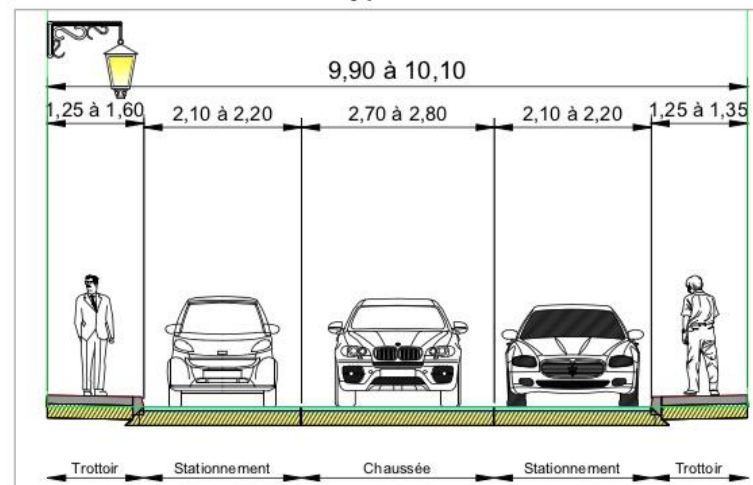 9,90 à 10,10
1,25 à 1,60 2,10 à 2,20 2,70 à 2,80 2,10 à 2,20 1,25 à 1,35
Trottoir Stationnement Chaussée Stationnement Trottoir